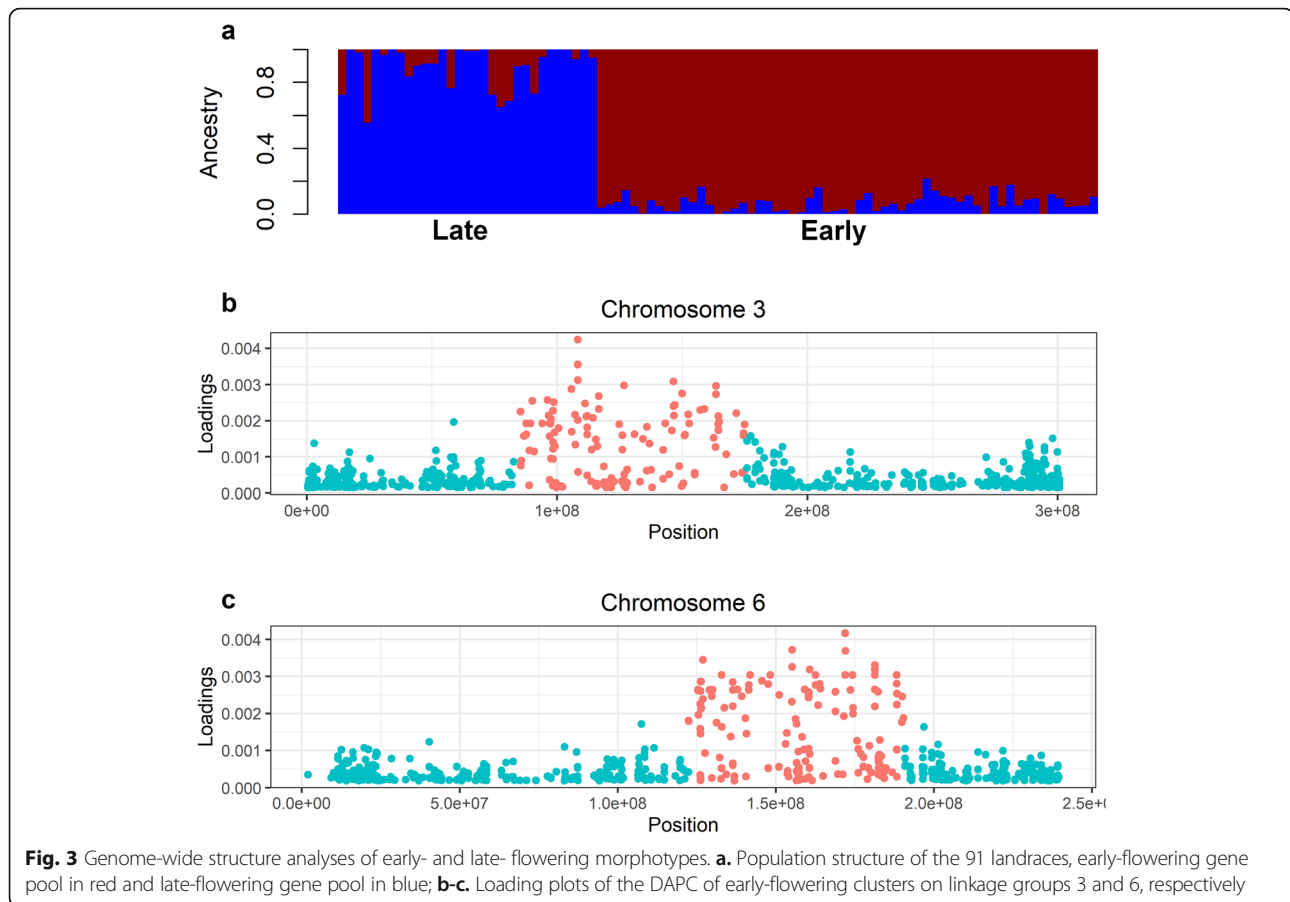 a
Ancestry
0.8
0.4
0.0
Late
Early
b
Chromosome 3
Loadings
0.004
0.003
0.002
0.001
0.000
0e+00 1e+08 2e+08 3e+08
Position
c
Chromosome 6
Loadings
0.004
0.003
0.002
0.001
0.000
0.0e+00 5.0e+07 1.0e+08 1.5e+08 2.0e+08 2.5e+
Position
Fig. 3 Genome-wide structure analyses of early- and late- flowering morphotypes. a. Population structure of the 91 landraces, early-flowering gene
pool in red and late-flowering gene pool in blue; b-c. Loading plots of the DAPC of early-flowering clusters on linkage groups 3 and 6, respectively